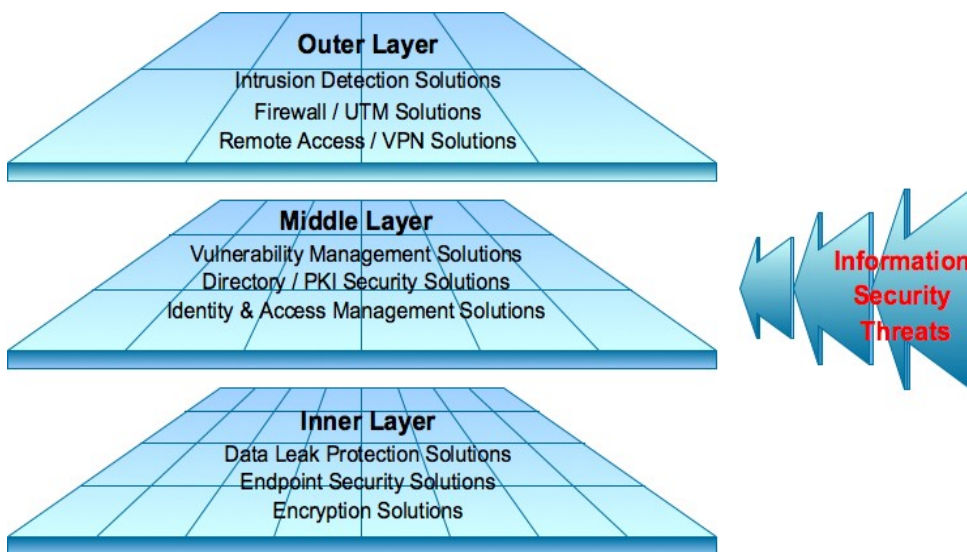 Outer Layer
Intrusion Detection Solutions
Firewall / UTM Solutions
Remote Access / VPN Solutions
Middle Layer
Vulnerability Management Solutions
Directory / PKI Security Solutions
Identity & Access Management Solutions
Information
Security
Threats
Inner Layer
Data Leak Protection Solutions
Endpoint Security Solutions
Encryption Solutions